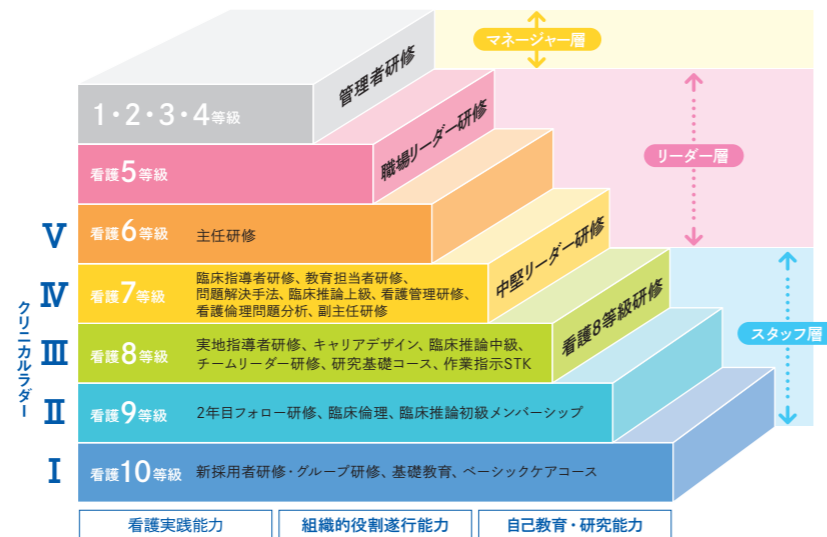 マネージャー層
管理者研修
1・2・3・4等級
職場リーダー研修
リーダー層
看護5等級
Ⅴ
看護6等級
主任研修
中堅リーダー研修
Ⅳ
看護7等級
臨床指導者研修、教育担当者研修、
問題解決手法、臨床推論上級、看護管理研修、
看護倫理問題分析、副主任研修
看護8等級研修
スタッフ層
クリニカルラダー
Ⅲ
看護8等級
実地指導者研修、キャリアデザイン、臨床推論中級、
チームリーダー研修、研究基礎コース、作業指示STK
Ⅱ
看護9等級
2年目フォロー研修、臨床倫理、臨床推論初級メンバーシップ
Ⅰ
看護10等級
新採用者研修・グループ研修、基礎教育、ベーシックケアコース
看護実践能力
組織的役割遂行能力
自己教育・研究能力